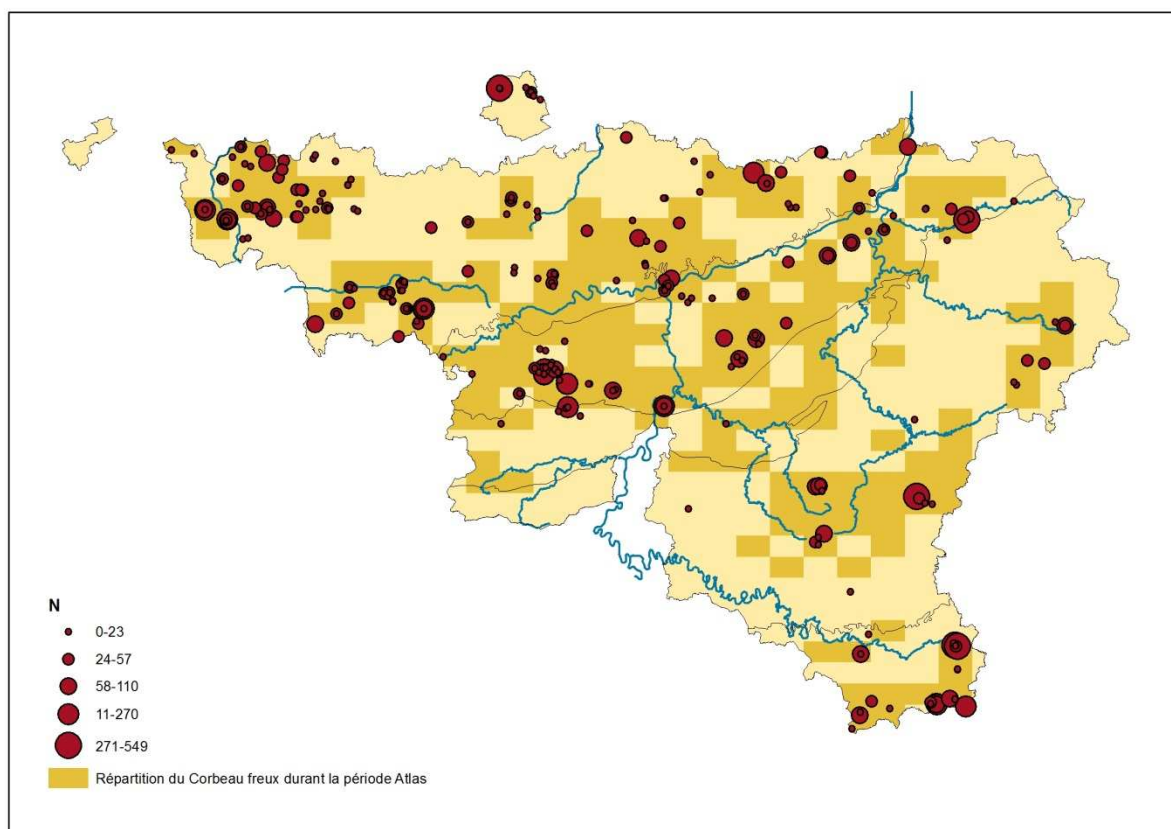 N
0-23
24-57
58-110
11-270
271-549
Répartition du Corbeau freux durant la période Atlas